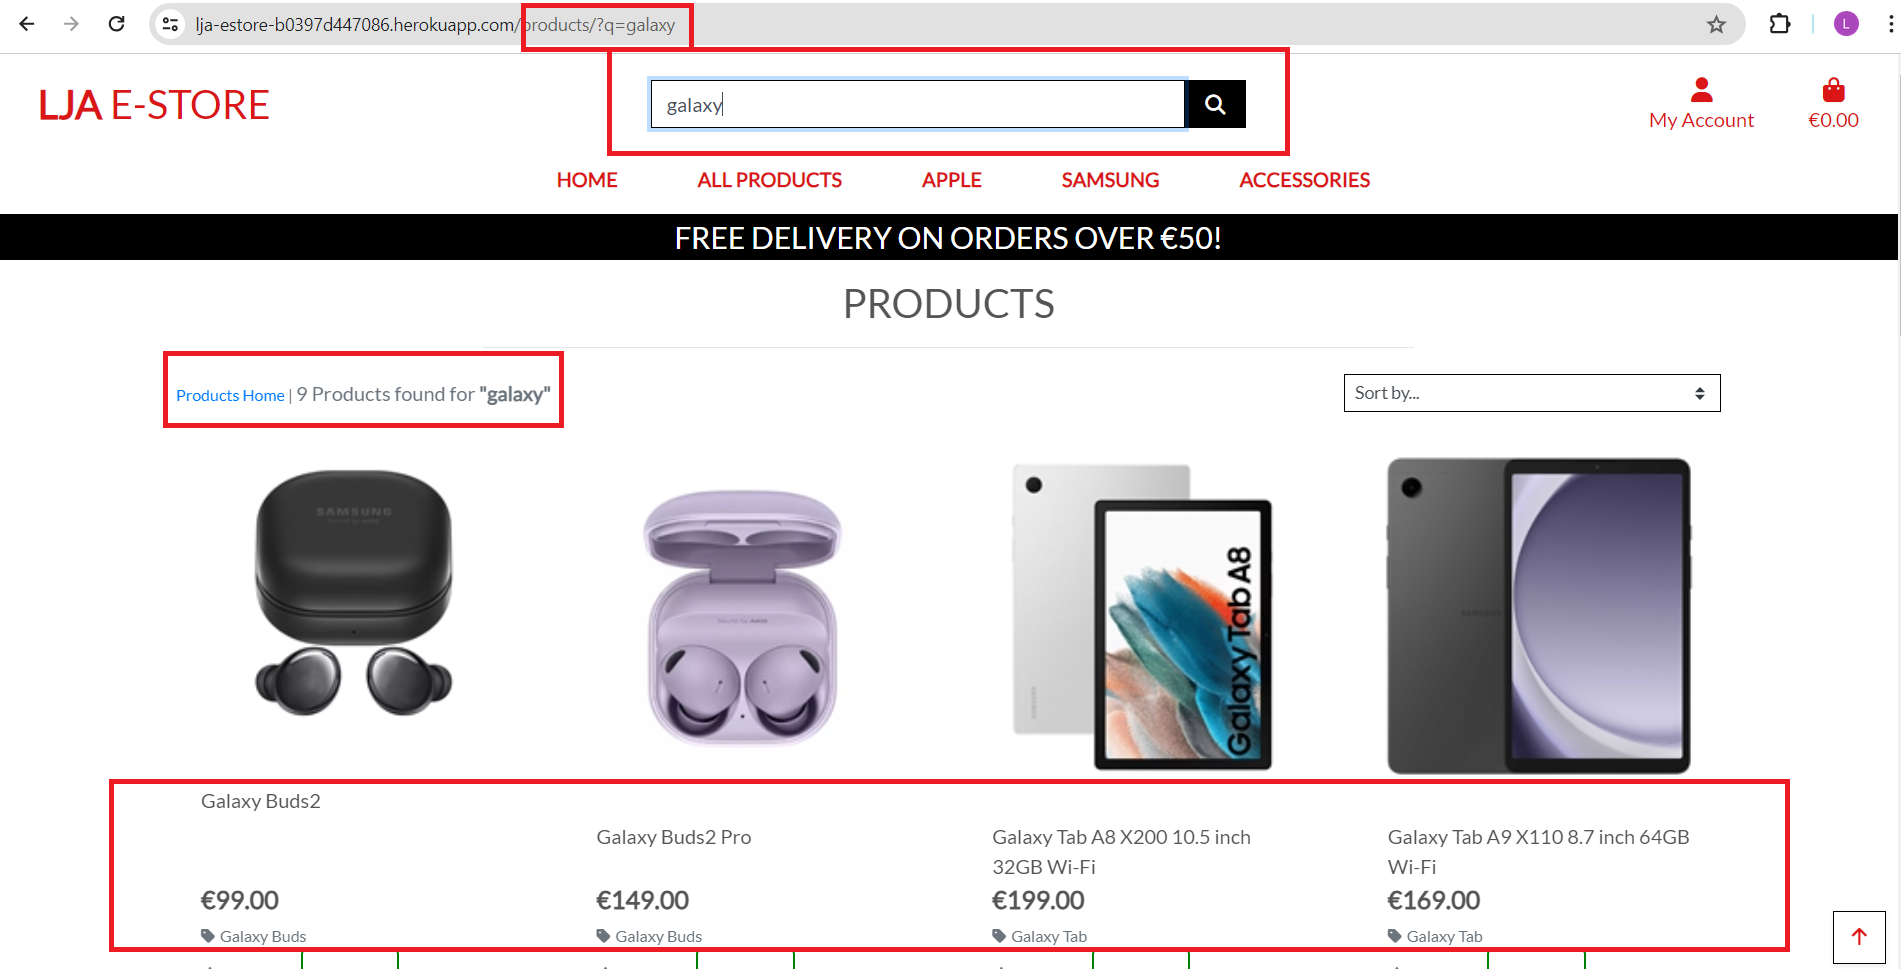 lja-estore-b0397d447086.herokuapp.com/products/?q=galaxy
L
LJA E-STORE
galaxy
My Account
€0.00
HOME
ALL PRODUCTS
APPLE
SAMSUNG
ACCESSORIES
FREE DELIVERY ON ORDERS OVER €50!
PRODUCTS
Products Home | 9 Products found for "galaxy"
Sort by...
SAMSUNG
Galaxy Tab A8
Galaxy Buds2
€99.00
Galaxy Buds
Galaxy Buds2 Pro
€149.00
Galaxy Buds
Galaxy Tab A8 X200 10.5 inch
32GB Wi-Fi
€199.00
Galaxy Tab
Galaxy Tab A9 X110 8.7 inch 64GB
Wi-Fi
€169.00
Galaxy Tab